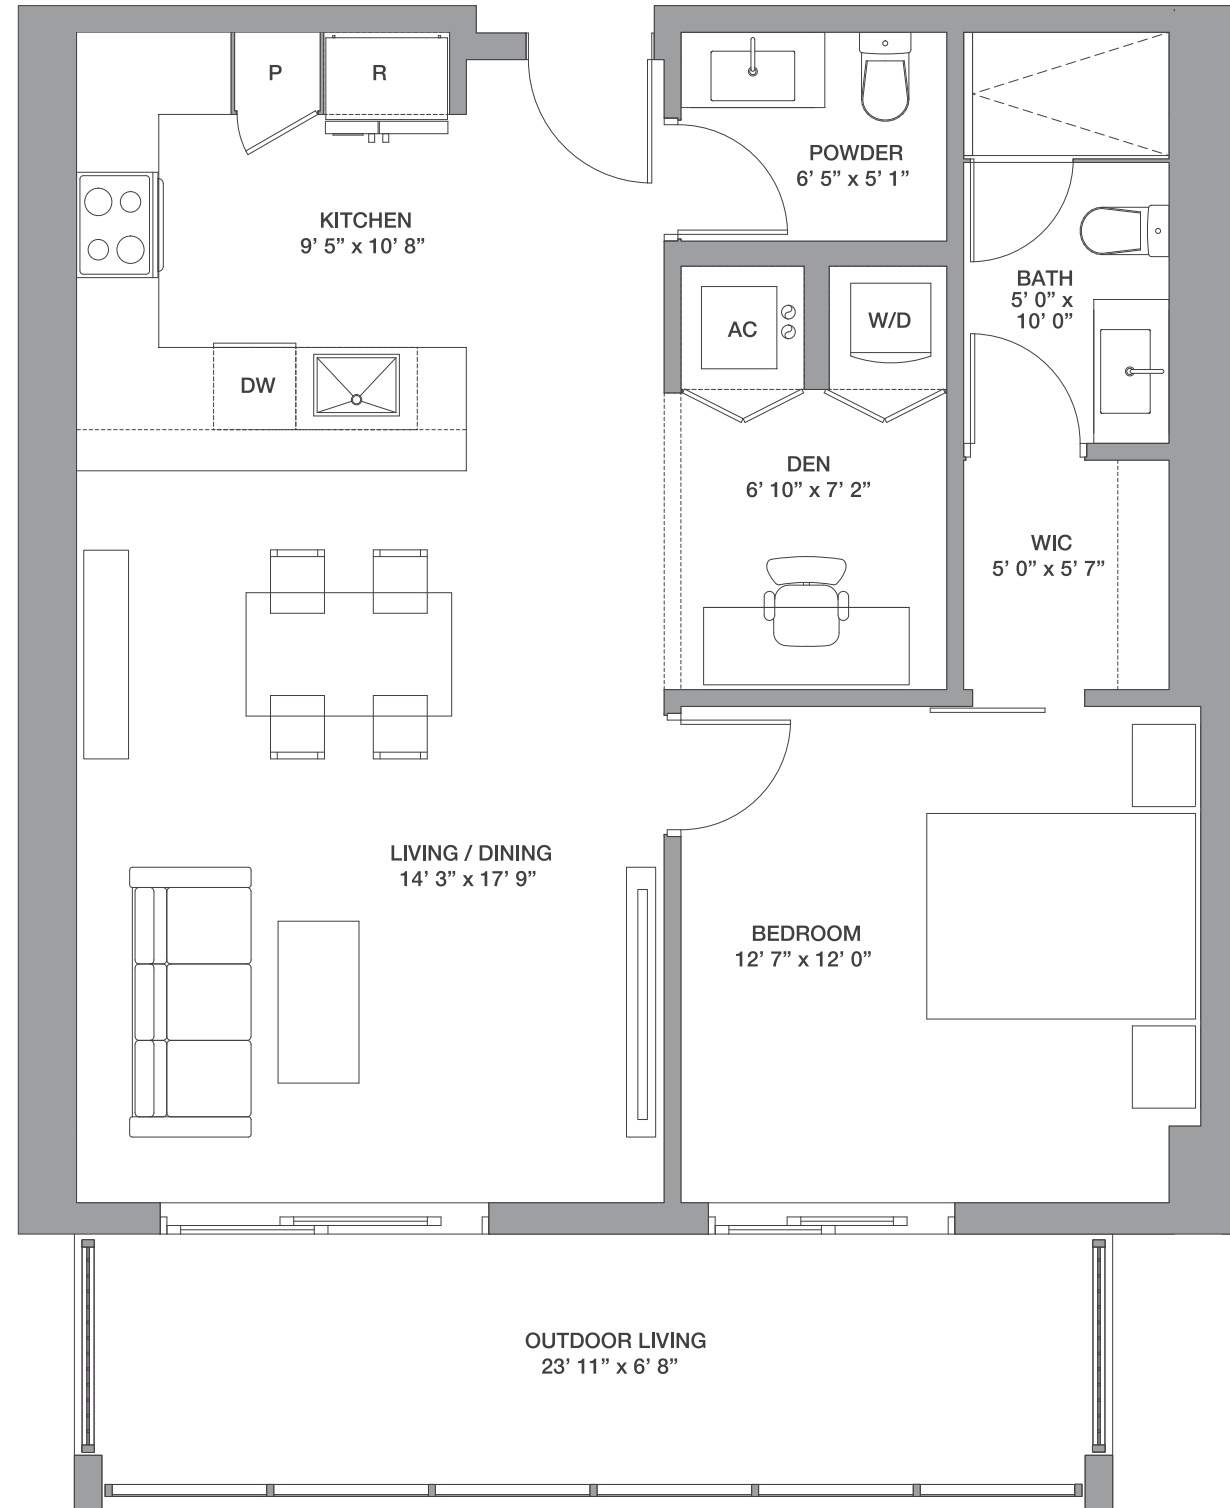 P
R
POWDER
6’ 5” x 5’ 1”
KITCHEN
9’ 5” x 10’ 8”
BATH
5’ 0” x
10’ 0”
AC
W/D
DW
DEN
6’ 10” x 7’ 2”
WIC
5’ 0” x 5’ 7”
LIVING / DINING
14’ 3” x 17’ 9”
BEDROOM
12’ 7” x 12’ 0”
OUTDOOR LIVING
23’ 11” x 6’ 8”